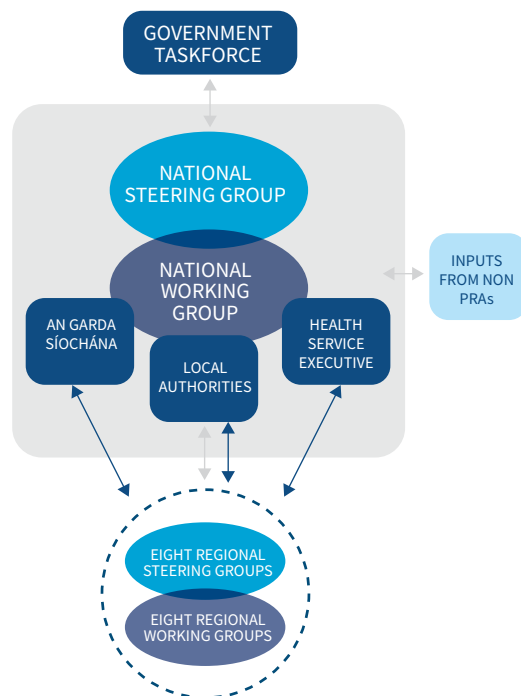 GOVERNMENT
TASKFORCE
NATIONAL
STEERING GROUP
NATIONAL
WORKING
GROUP
INPUTS
FROM NON
PRAs
AN GARDA
SÍOCHÁNA
LOCAL
AUTHORITIES
HEALTH
SERVICE
EXECUTIVE
EIGHT REGIONAL
STEERING GROUPS
EIGHT REGIONAL
WORKING GROUPS